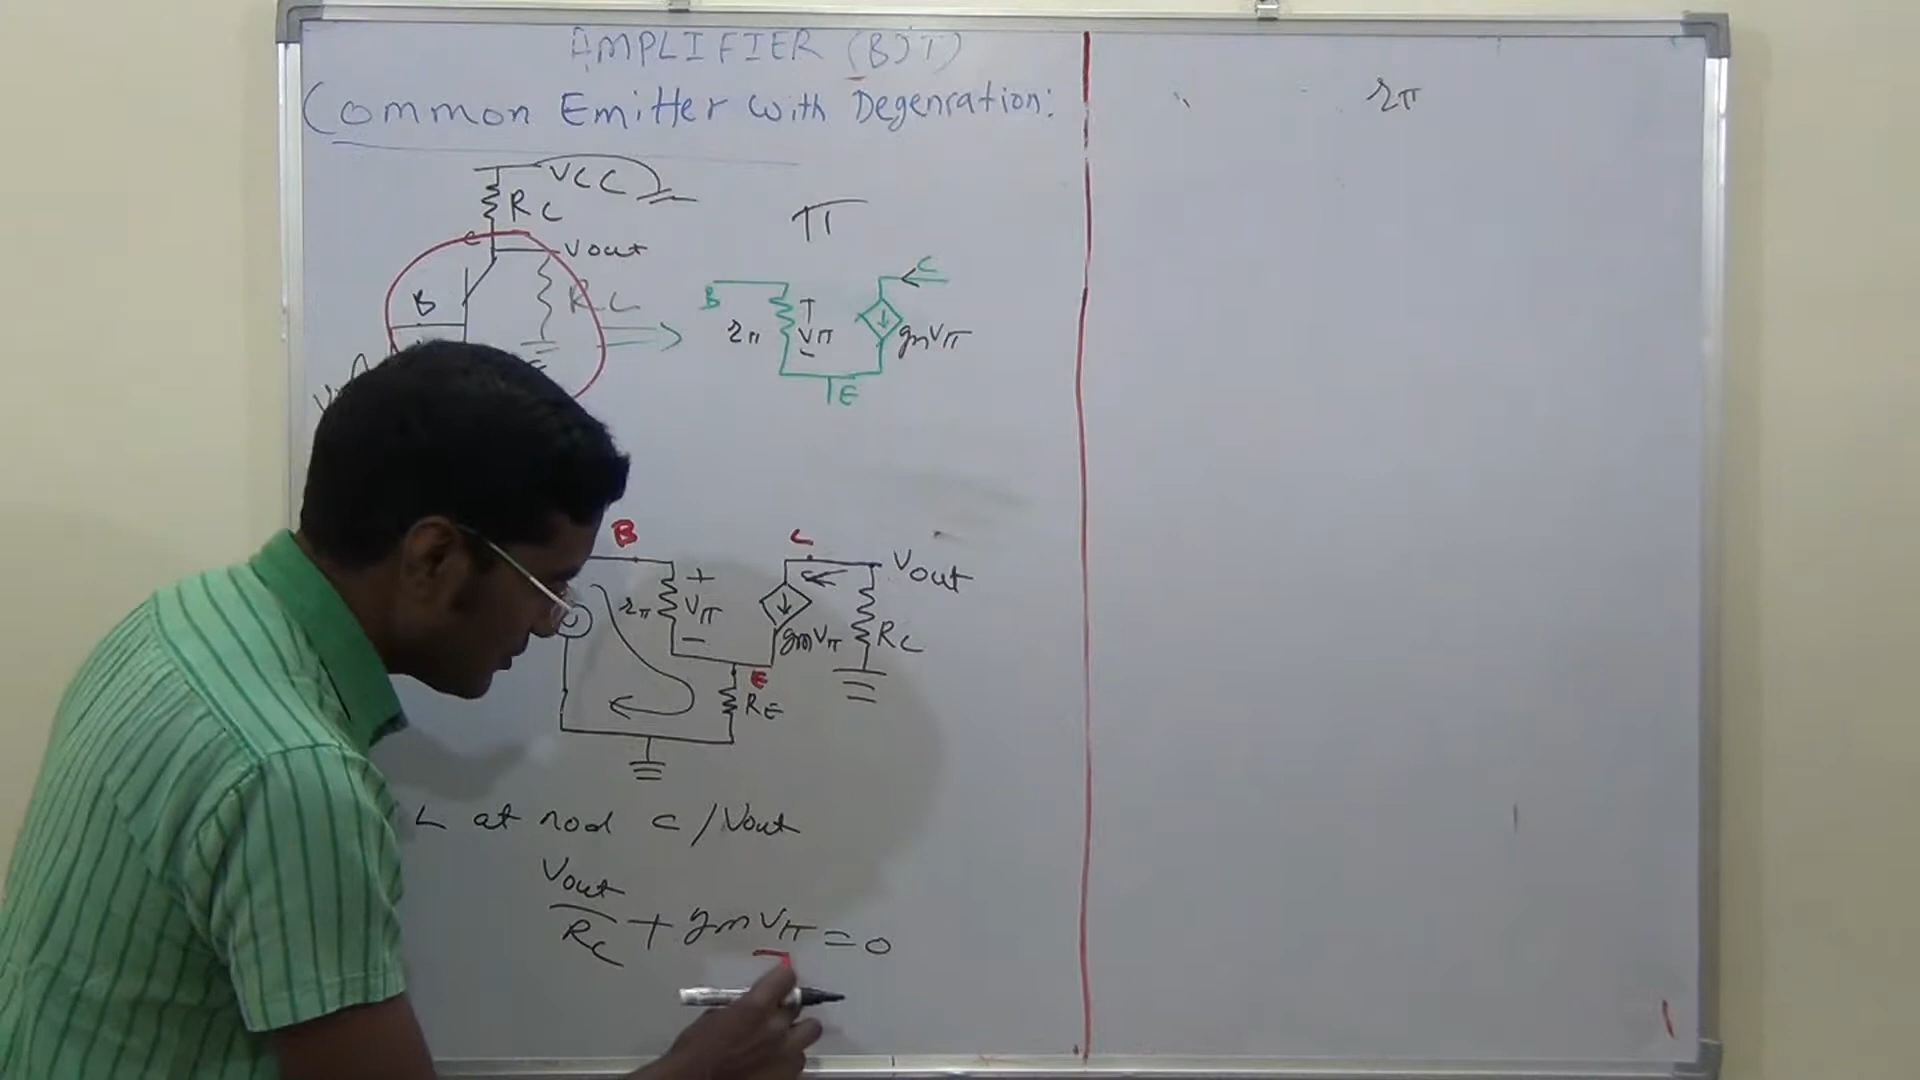 AMPLIFIER (BJT)
Common Emitter with Degenration:
rπ
VCC
RC
π
C
Vout
C
B
RL
B
rπ
+
Vπ
-
gmVπ
E
B
C
Vout
+
rπ
Vπ
-
gmVπ
RC
E
RE
L at nod C/Vout
Vout
RC
+ gmVπ = 0